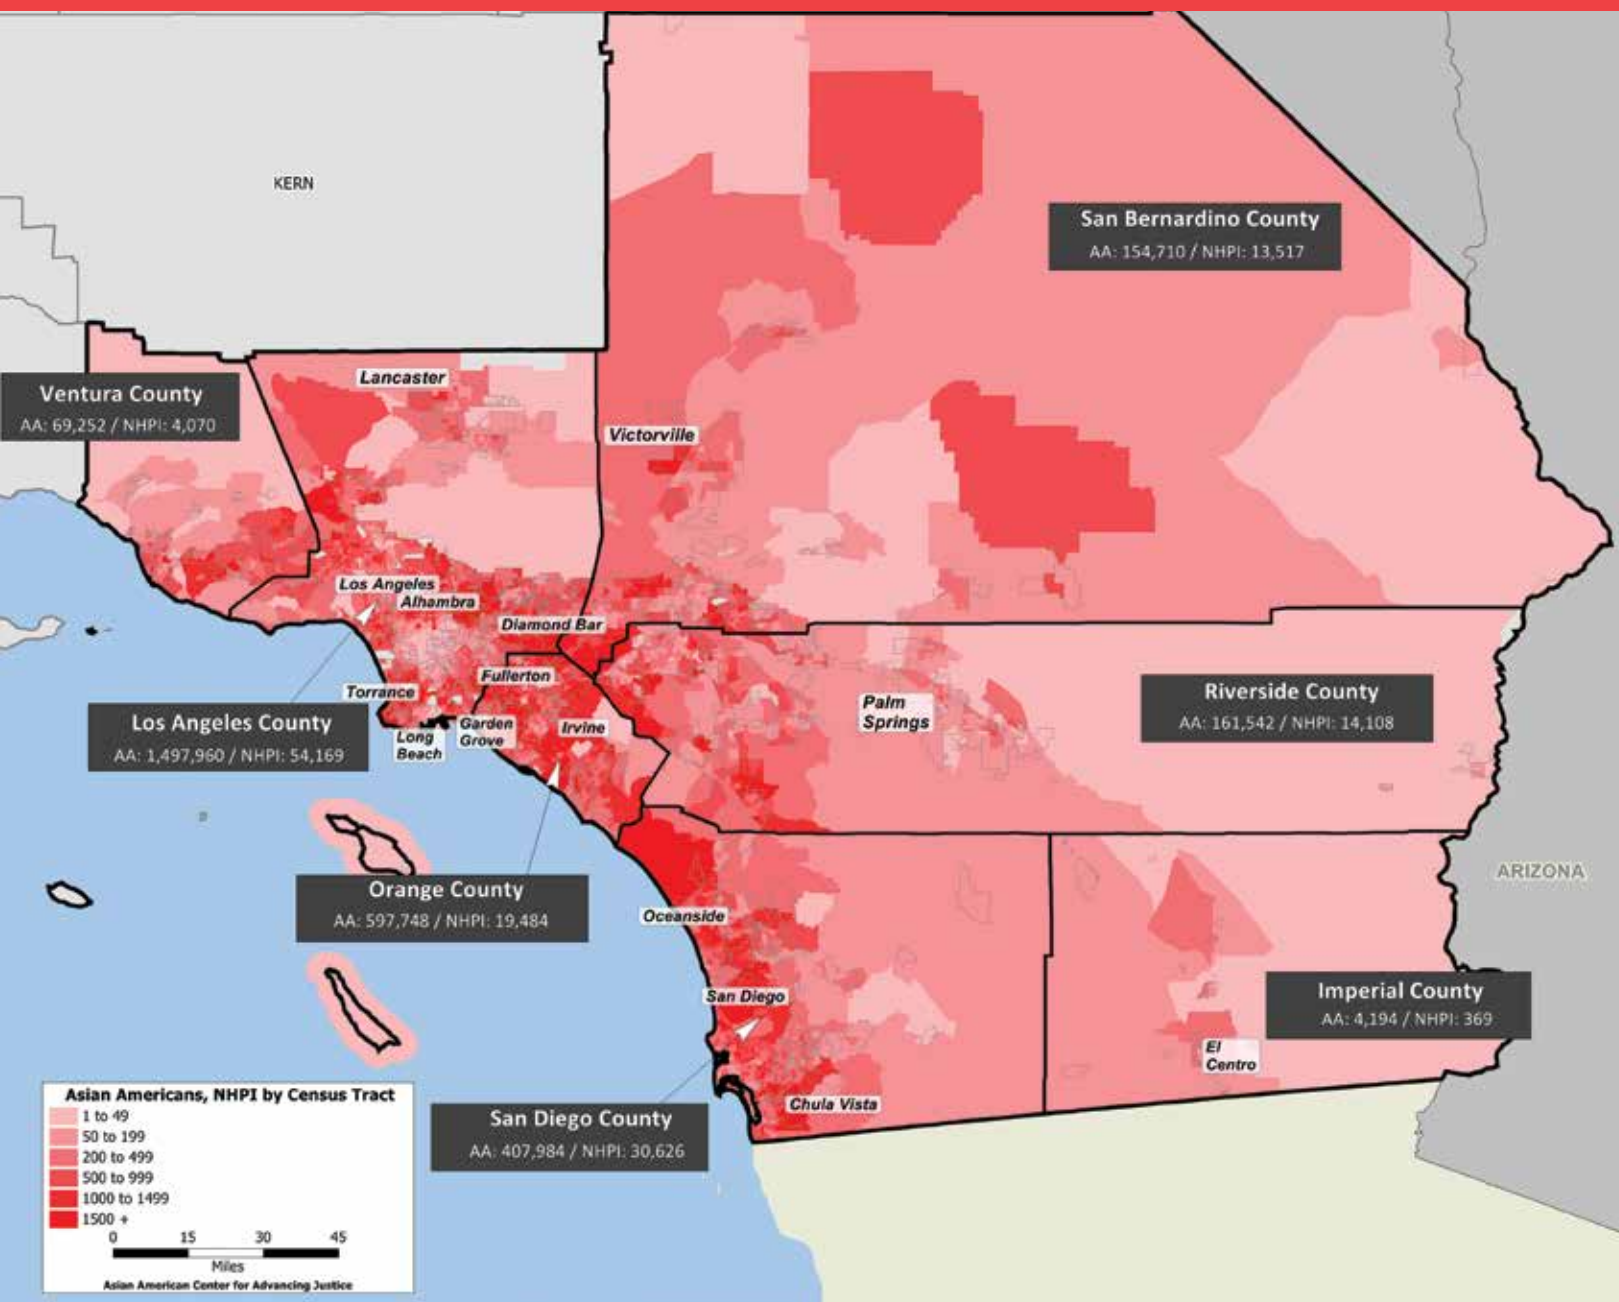 KERN
San Bernardino County
AA: 154,710 / NHPI: 13,517
Ventura County
AA: 69,252 / NHPI: 4,070
Lancaster
Victorville
Los Angeles
Alhambra
Diamond Bar
Fullerton
Torrance
Long
Beach
Garden
Grove
Irvine
Palm
Springs
Riverside County
AA: 161,542 / NHPI: 14,108
Los Angeles County
AA: 1,497,960 / NHPI: 54,169
ARIZONA
Orange County
AA: 597,748 / NHPI: 19,484
Oceanside
San Diego
Imperial County
AA: 4,194 / NHPI: 369
El
Centro
Chula Vista
San Diego County
AA: 407,984 / NHPI: 30,626
Asian Americans, NHPI by Census Tract
1 to 49
50 to 199
200 to 499
500 to 999
1000 to 1499
1500 +
0 15 30 45
Miles
Asian American Center for Advancing Justice